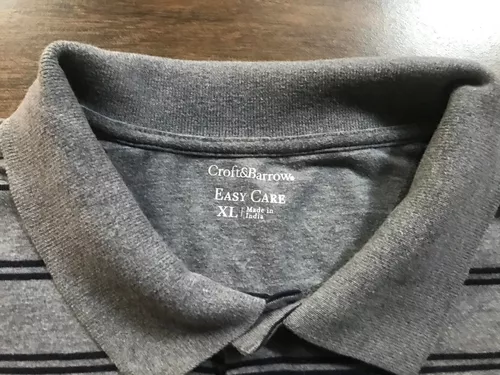 Croft&Barrow®
EASY CARE
XL Made in
India